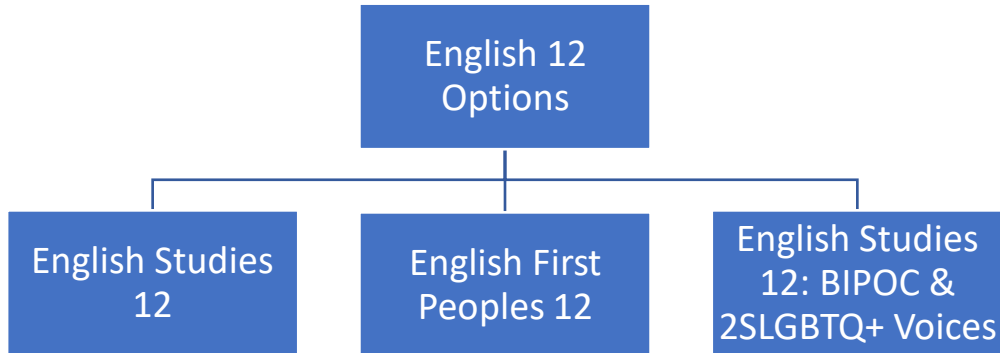 English 12
Options
English Studies
12
English First
Peoples 12
English Studies
12: BIPOC &
2SLGBTQ+ Voices